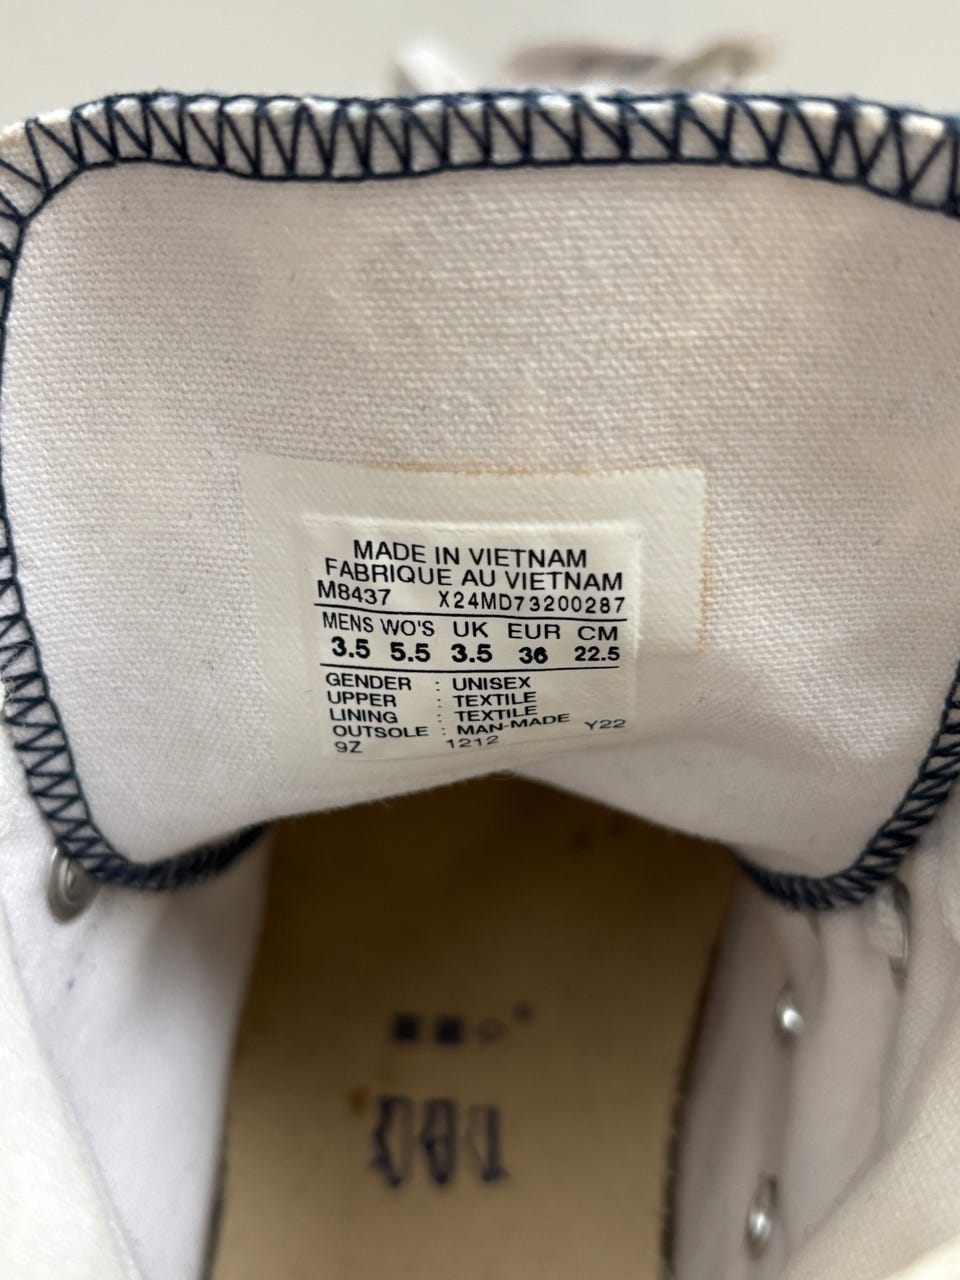 MADE IN VIETNAM
FABRIQUE AU VIETNAM
M8437 X24MD73200287
MENS WO'S UK EUR CM
3.5 5.5 3.5 36 22.5
GENDER : UNISEX
UPPER : TEXTILE
LINING : TEXTILE
OUTSOLE : MAN-MADE Y22
9Z 1212